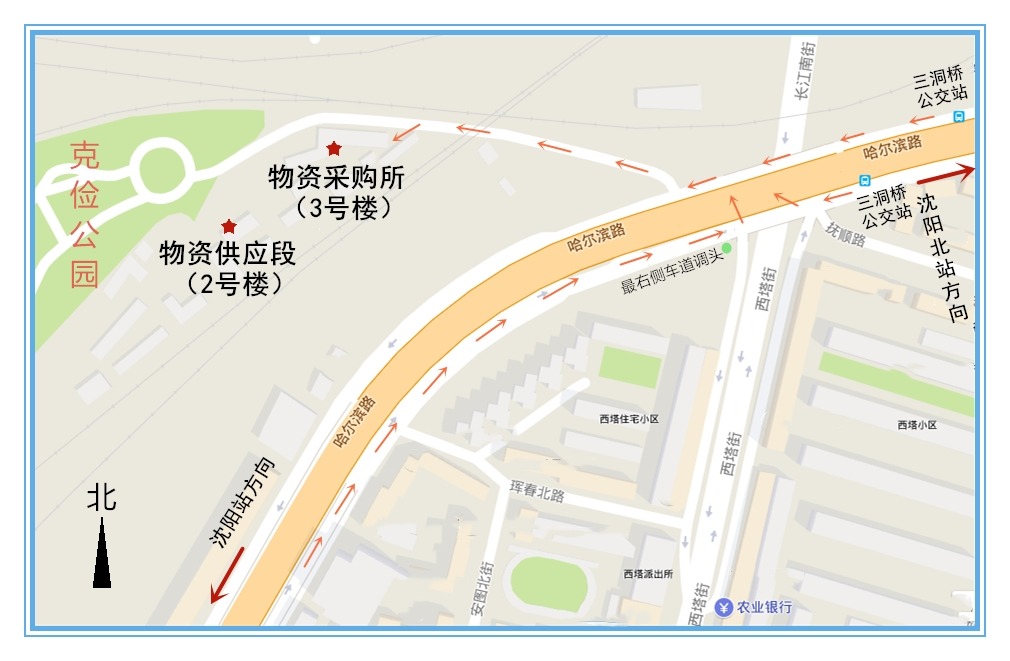 长江南街
三洞桥
公交站
哈尔滨路
克俭公园
物资采购所
（3号楼）
三洞桥
公交站
沈阳北站方向
物资供应段
（2号楼）
哈尔滨路
抚顺路
最右侧车道调头
西塔街
哈尔滨路
西塔住宅小区
西塔小区
西塔街
沈阳站方向
北
珲春北路
安图北街
西塔派出所
西塔街
¥ 农业银行